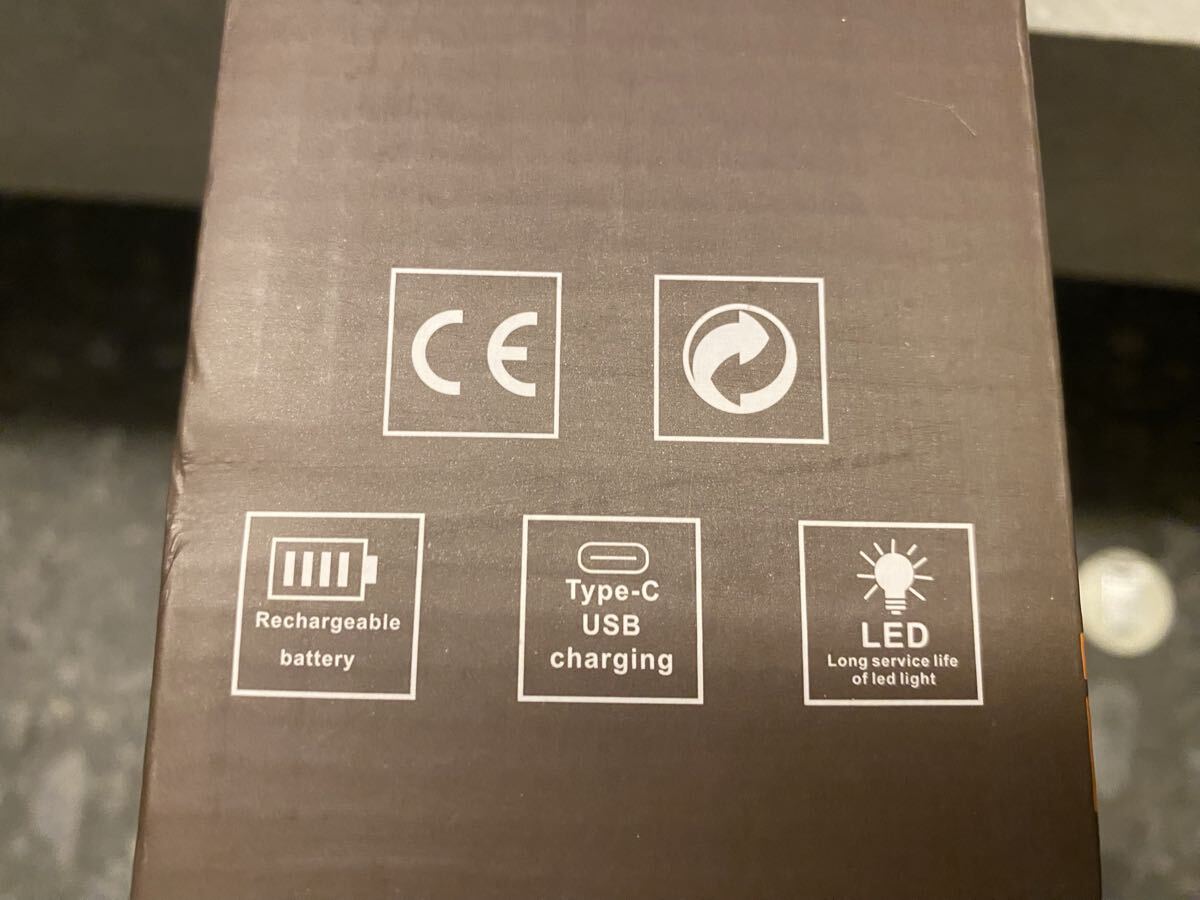 CE
Rechargeable
battery
Type-C
USB
charging
LED
Long service life
of led light